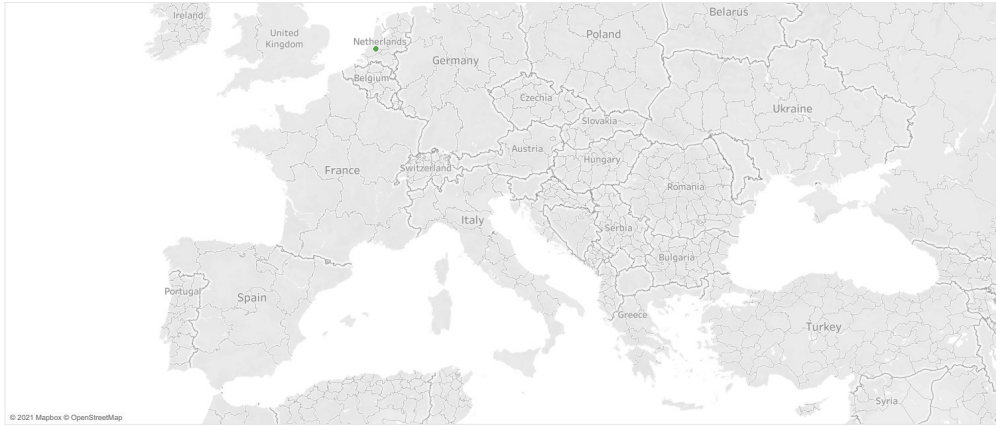 Ireland
United
Kingdom
Netherlands
Belgium
Germany
Poland
Belarus
Czechia
Ukraine
Slovakia
Austria
Hungary
Switzerland
France
Romania
Italy
Serbia
Bulgaria
Portugal
Spain
Greece
Turkey
Syria
© 2021 Mapbox © OpenStreetMap